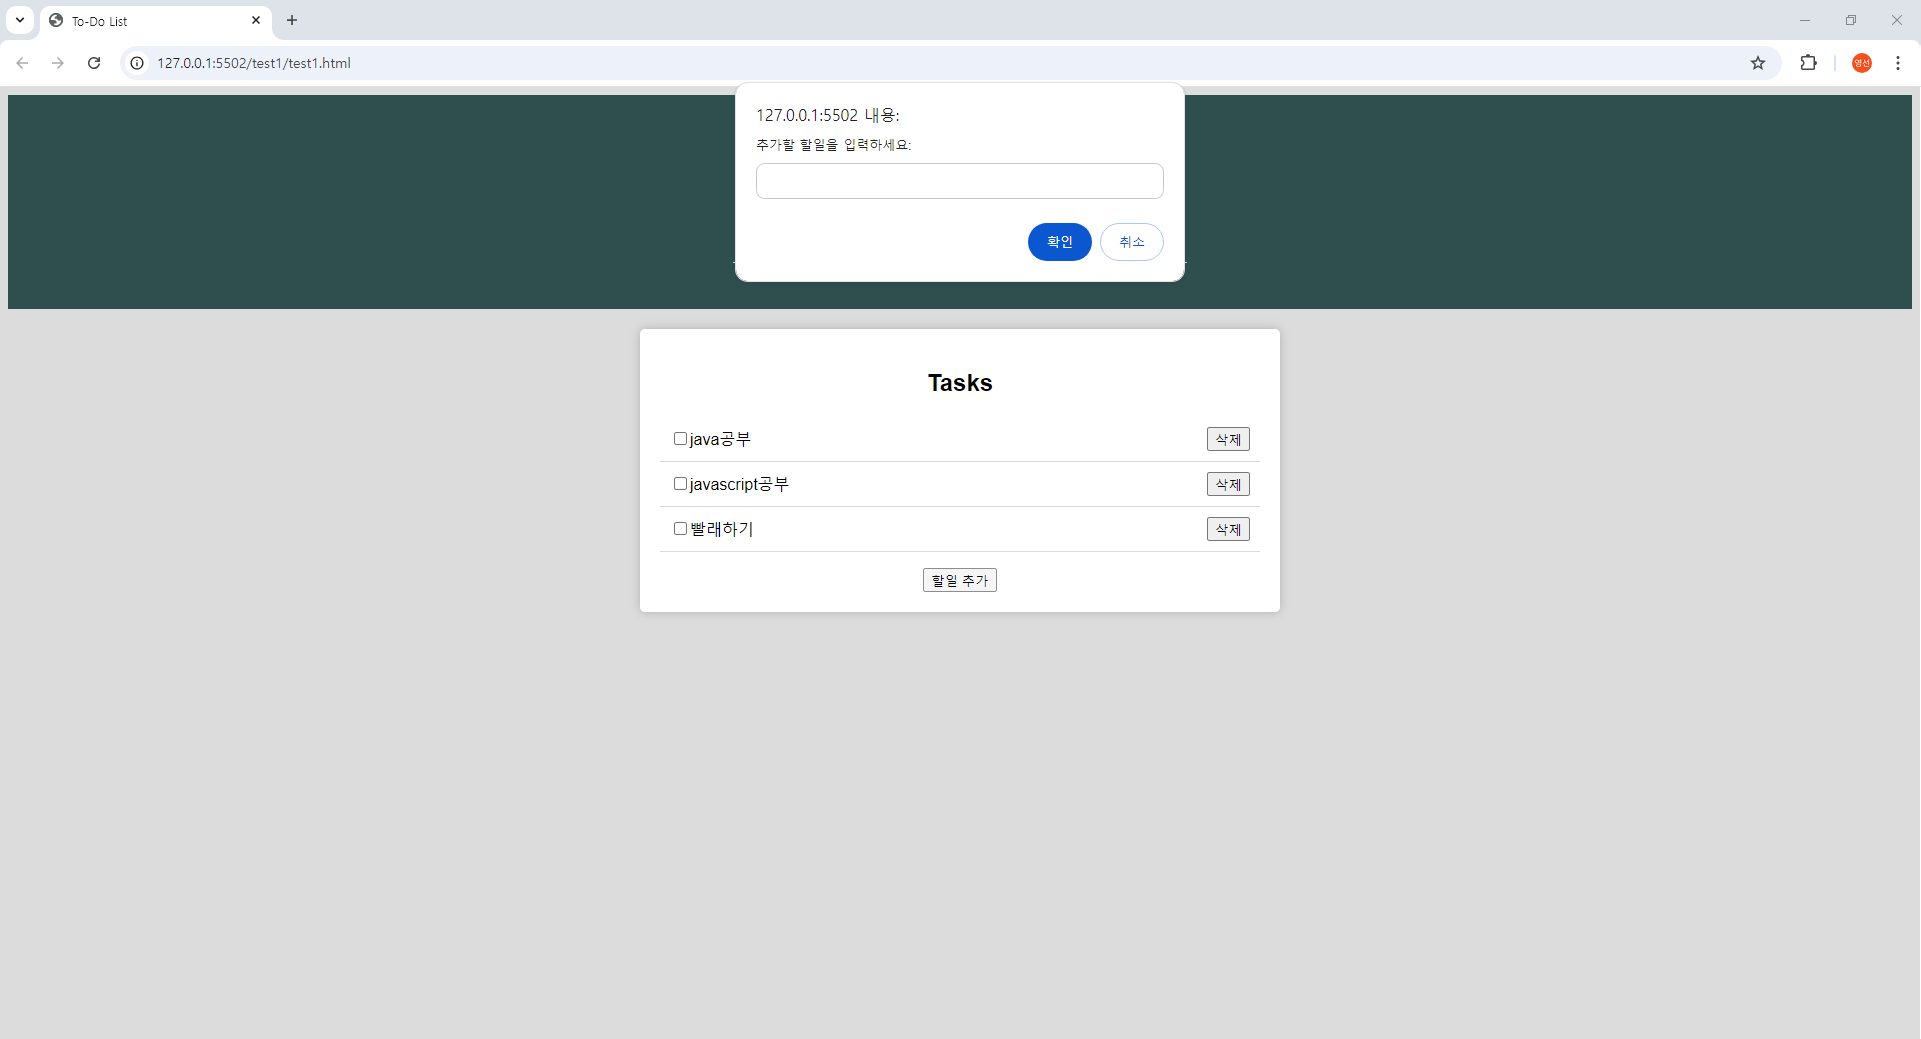 To-Do List
127.0.0.1:5502/test1/test1.html
영선
127.0.0.1:5502 내용:
추가할 할일을 입력하세요:
확인 취소
Tasks
java공부 삭제
javascript공부 삭제
빨래하기 삭제
할일 추가